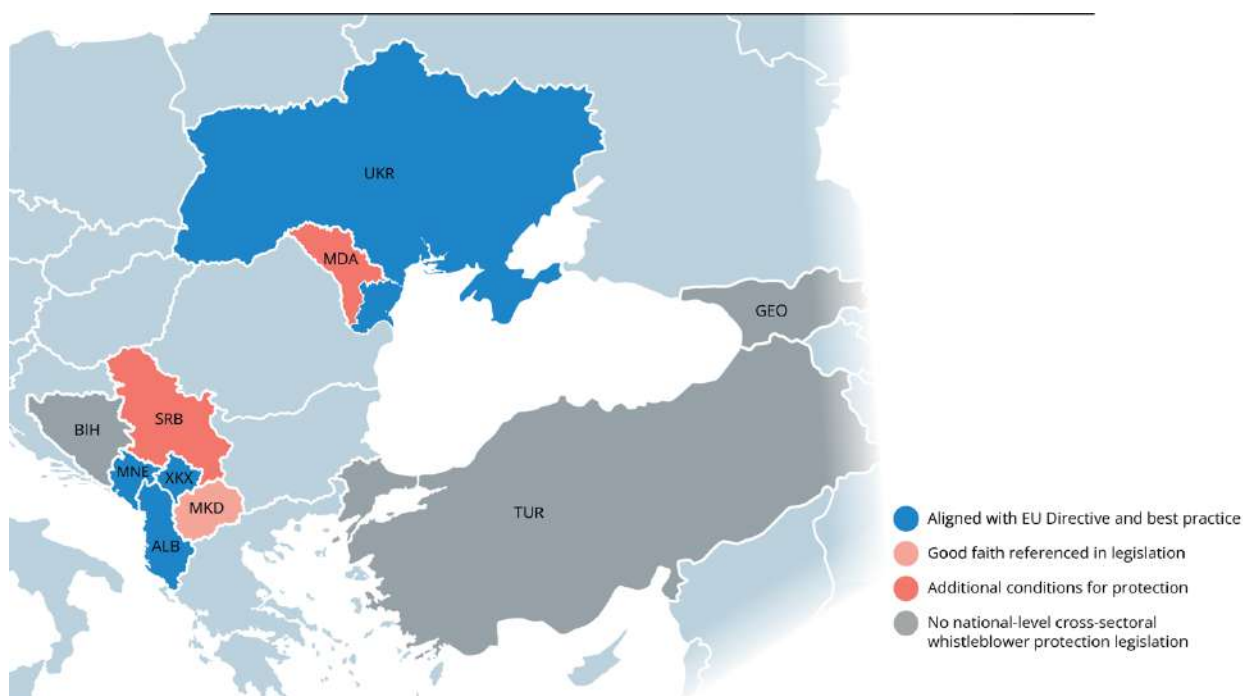 UKR
MDA
GEO
SRB
BIH
MNE
XKX
MKD
TUR
ALB
Aligned with EU Directive and best practice
Good faith referenced in legislation
Additional conditions for protection
No national-level cross-sectoral
whistleblower protection legislation